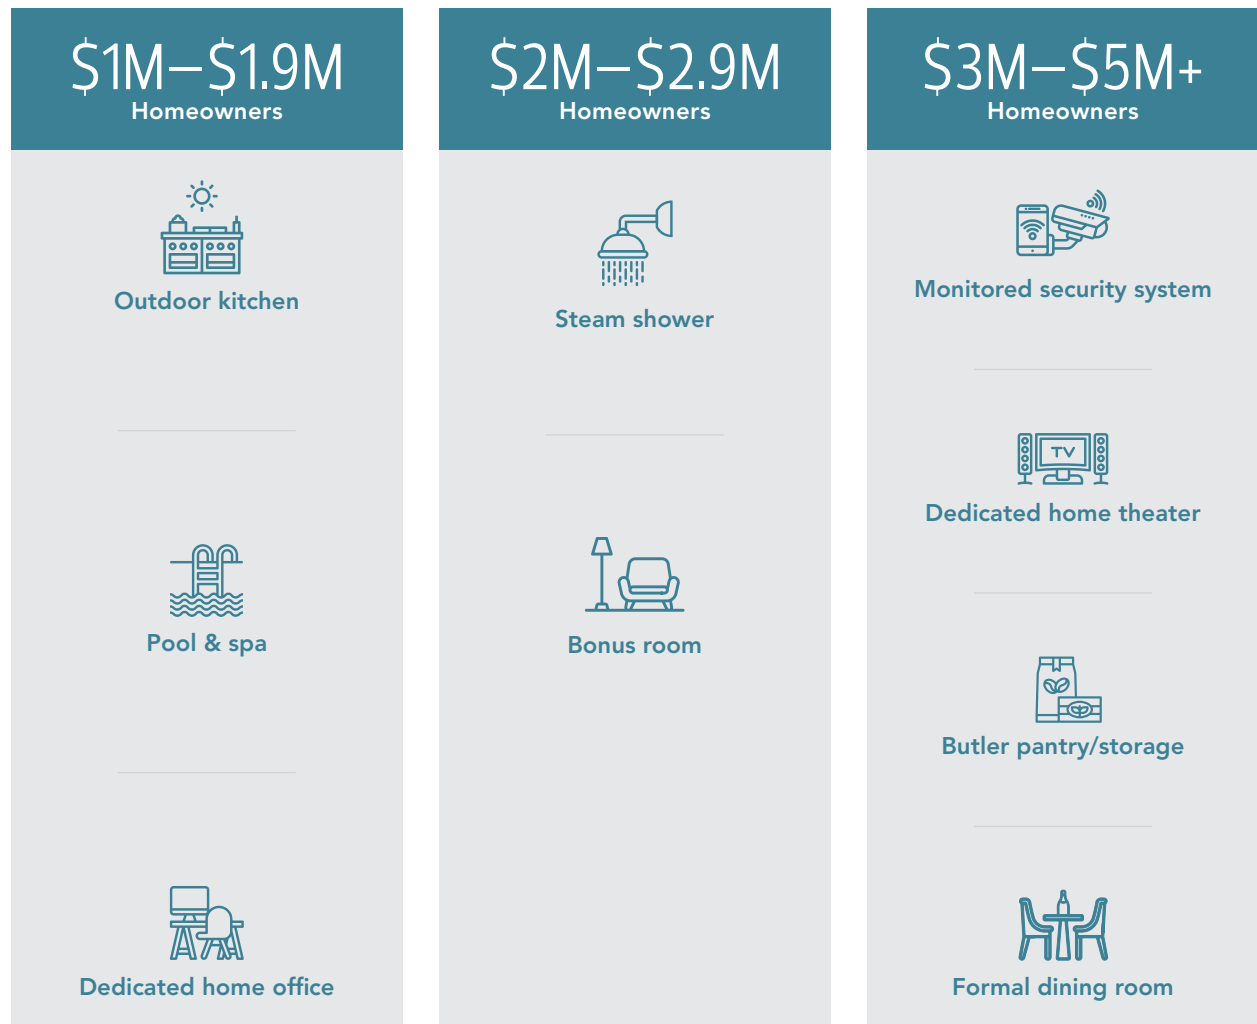 $1M–$1.9M
Homeowners
Outdoor kitchen
Pool & spa
Dedicated home office
$2M–$2.9M
Homeowners
Steam shower
Bonus room
$3M–$5M+
Homeowners
Monitored security system
TV
Dedicated home theater
Butler pantry/storage
Formal dining room